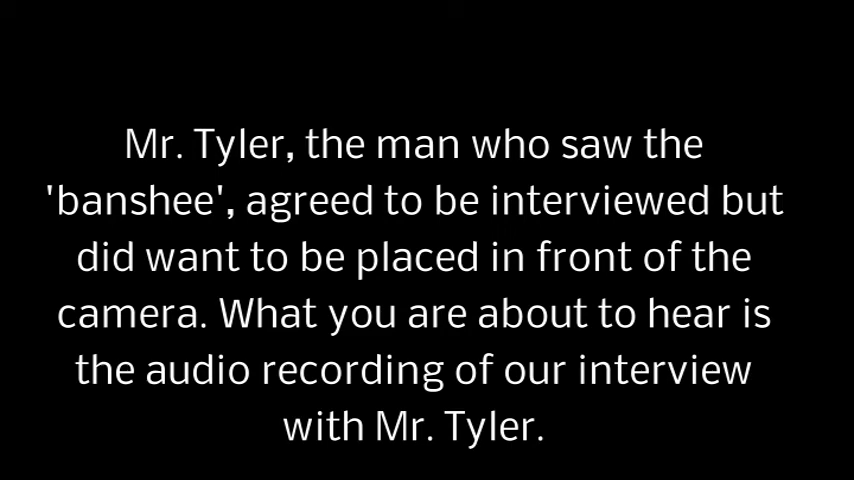 Mr. Tyler, the man who saw the
'banshee', agreed to be interviewed but
did want to be placed in front of the
camera. What you are about to hear is
the audio recording of our interview
with Mr. Tyler.